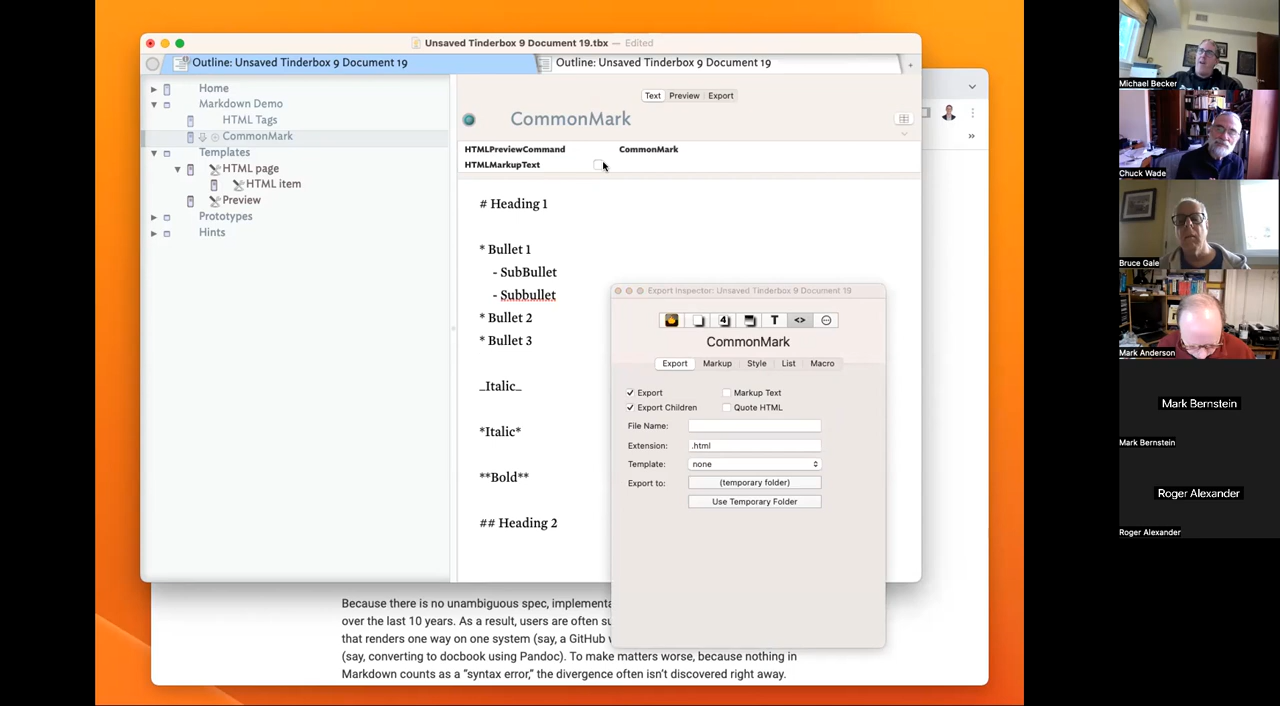 Unsaved Tinderbox 9 Document 19.tbx — Edited
Outline: Unsaved Tinderbox 9 Document 19
Outline: Unsaved Tinderbox 9 Document 19
+
Home
Markdown Demo
HTML Tags
CommonMark
Templates
HTML page
HTML item
Preview
Prototypes
Hints
Text Preview Export
CommonMark
HTMLPreviewCommand CommonMark
HTMLMarkupText
# Heading 1
* Bullet 1
- SubBullet
- Subbullet
* Bullet 2
* Bullet 3
_Italic_
*Italic*
**Bold**
## Heading 2
Export Inspector: Unsaved Tinderbox 9 Document 19
4 T <>
CommonMark
Export Markup Style List Macro
Export Markup Text
Export Children Quote HTML
File Name:
Extension: .html
Template: none
Export to: (temporary folder)
Use Temporary Folder
Because there is no unambiguous spec, implementa
over the last 10 years. As a result, users are often su
that renders one way on one system (say, a GitHub w
(say, converting to docbook using Pandoc). To make matters worse, because nothing in
Markdown counts as a “syntax error,” the divergence often isn’t discovered right away.
»
Michael Becker
Chuck Wade
Bruce Gale
Mark Anderson
Mark Bernstein
Mark Bernstein
Roger Alexander
Roger Alexander